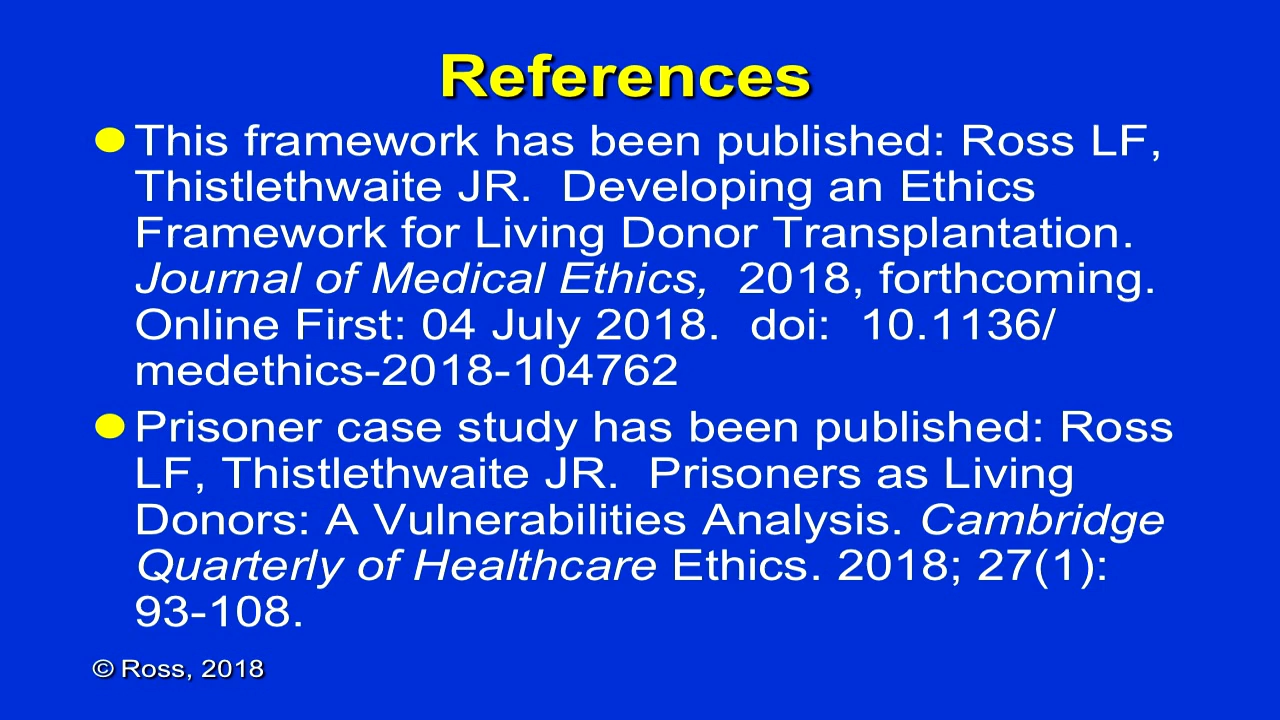 References
This framework has been published: Ross LF,
Thistlethwaite JR.  Developing an Ethics
Framework for Living Donor Transplantation.
Journal of Medical Ethics,  2018, forthcoming.
Online First: 04 July 2018.  doi:  10.1136/
medethics-2018-104762
Prisoner case study has been published: Ross
LF, Thistlethwaite JR.  Prisoners as Living
Donors: A Vulnerabilities Analysis. Cambridge
Quarterly of Healthcare Ethics. 2018; 27(1):
93-108.
© Ross, 2018